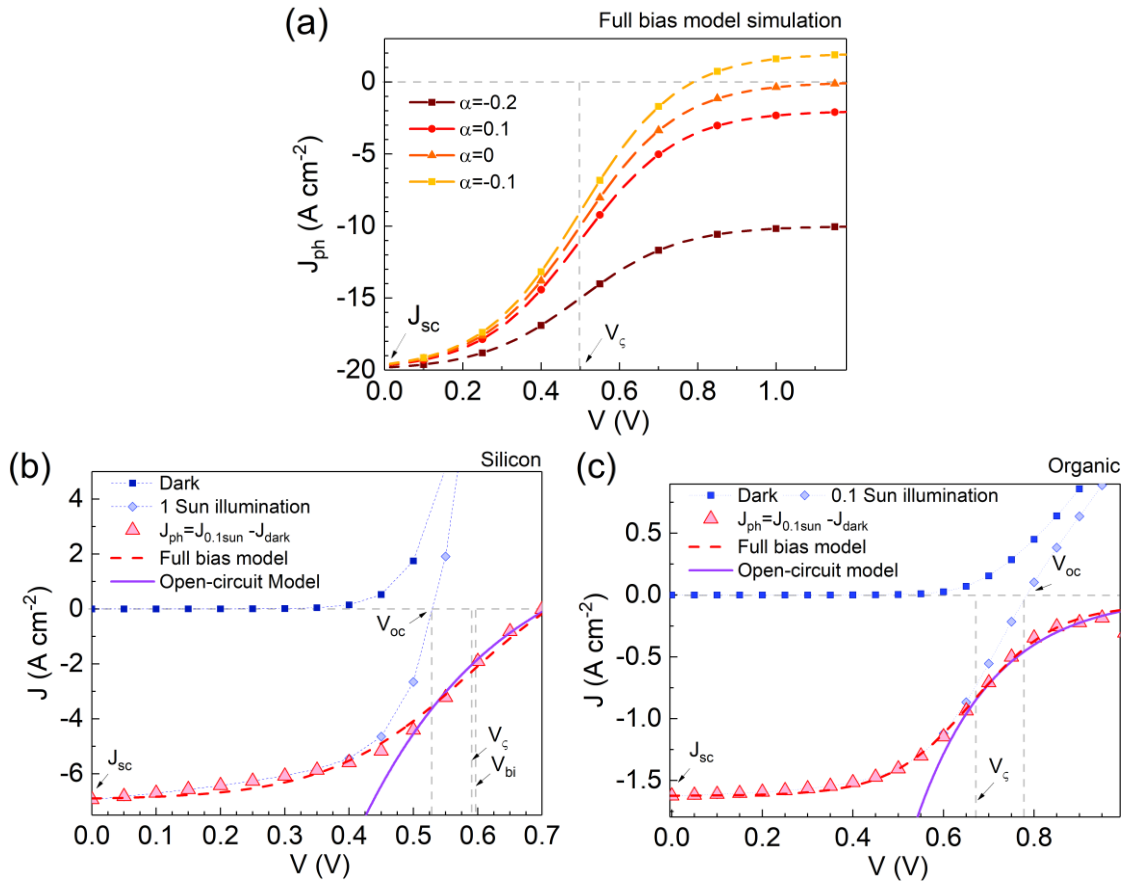 (a)
Full bias model simulation
α=-0.2
α=0.1
α=0
α=-0.1
J_sc
V_ς
J_ph (A cm⁻²)
0
-5
-10
-15
-20
0.0 0.2 0.4 0.6 0.8 1.0
V (V)
(b)
Silicon
Dark
1 Sun illumination
J_ph=J_0.1sun -J_dark
Full bias model
Open-circuit Model
V_oc
V_ς
V_bi
J_sc
J (A cm⁻²)
4
2
0
-2
-4
-6
0.0 0.1 0.2 0.3 0.4 0.5 0.6 0.7
V (V)
(c)
Organic
Dark 0.1 Sun illumination
J_ph=J_0.1sun -J_dark
Full bias model
Open-circuit model
V_oc
J_sc
V_ς
J (A cm⁻²)
0.5
0.0
-0.5
-1.0
-1.5
0.0 0.2 0.4 0.6 0.8
V (V)